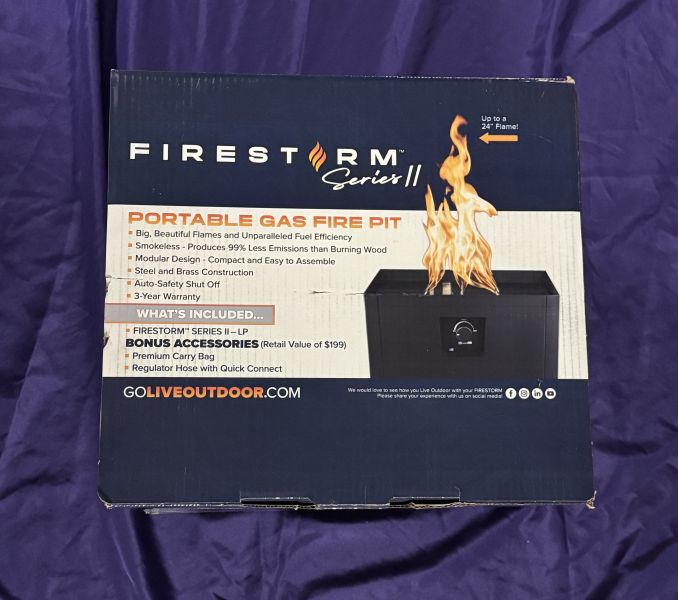 Up to a
24" Flame!
FIRESTORM™
Series II
PORTABLE GAS FIRE PIT
Big, Beautiful Flames and Unparalleled Fuel Efficiency
Smokeless - Produces 99% Less Emissions than Burning Wood
Modular Design - Compact and Easy to Assemble
Steel and Brass Construction
Auto-Safety Shut Off
3-Year Warranty
WHAT'S INCLUDED...
FIRESTORM™ SERIES II – LP
BONUS ACCESSORIES (Retail Value of $199)
Premium Carry Bag
Regulator Hose with Quick Connect
GOLIVEOUTDOOR.COM
We would love to see how you Live Outdoor with your FIRESTORM
Please share your experience with us on social media!